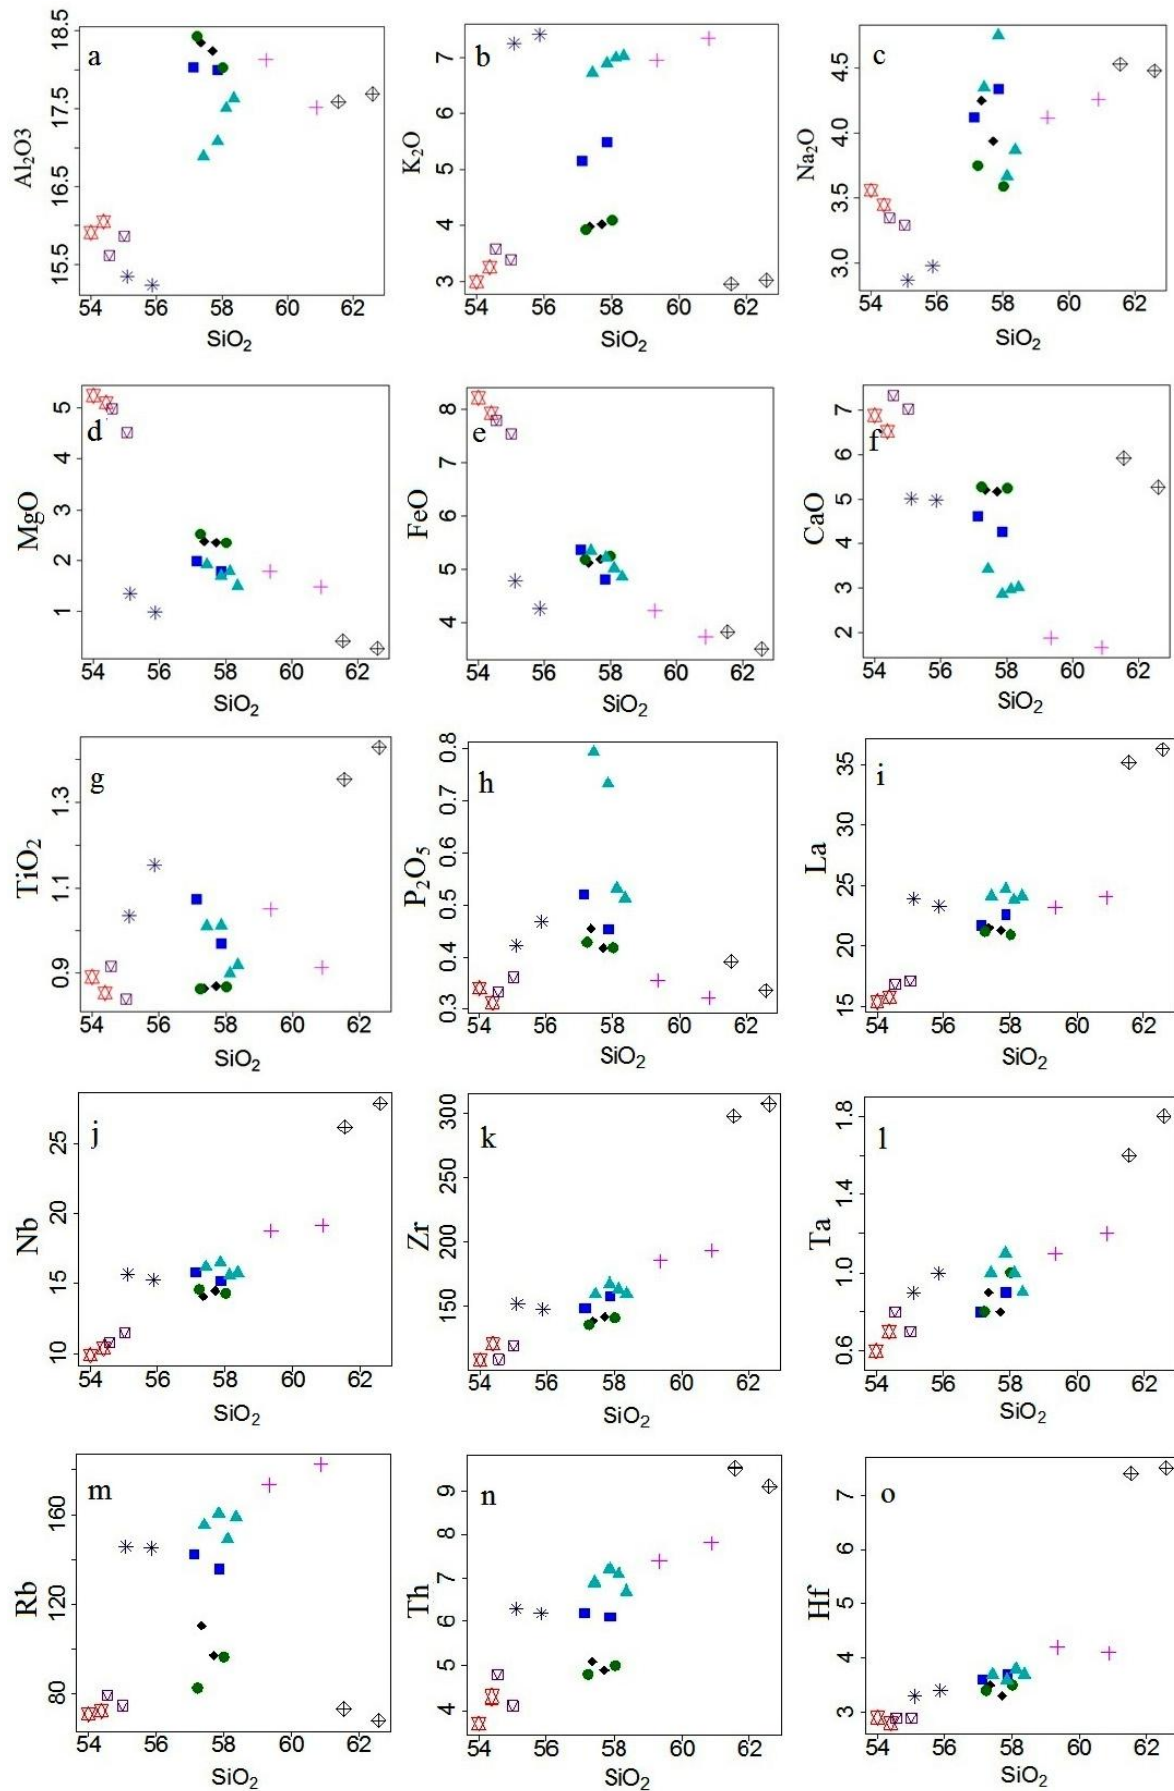 18.5
17.5
16.5
15.5
Al₂O3
a
54 56 58 60 62
SiO₂
7
6
5
4
3
K₂O
b
54 56 58 60 62
SiO₂
4.5
4.0
3.5
3.0
Na₂O
c
54 56 58 60 62
SiO₂
5
4
3
2
1
MgO
d
54 56 58 60 62
SiO₂
8
7
6
5
4
FeO
e
54 56 58 60 62
SiO₂
7
6
5
4
3
2
CaO
f
54 56 58 60 62
SiO₂
1.3
1.1
0.9
TiO₂
g
54 56 58 60 62
SiO₂
0.8
0.7
0.6
0.5
0.4
0.3
P₂O₅
h
54 56 58 60 62
SiO₂
35
30
25
20
15
La
i
54 56 58 60 62
SiO₂
25
20
15
10
Nb
j
54 56 58 60 62
SiO₂
300
250
200
150
Zr
k
54 56 58 60 62
SiO₂
1.8
1.4
1.0
0.6
Ta
l
54 56 58 60 62
SiO₂
160
120
80
Rb
m
54 56 58 60 62
SiO₂
9
8
7
6
5
4
Th
n
54 56 58 60 62
SiO₂
7
6
5
4
3
Hf
o
54 56 58 60 62
SiO₂